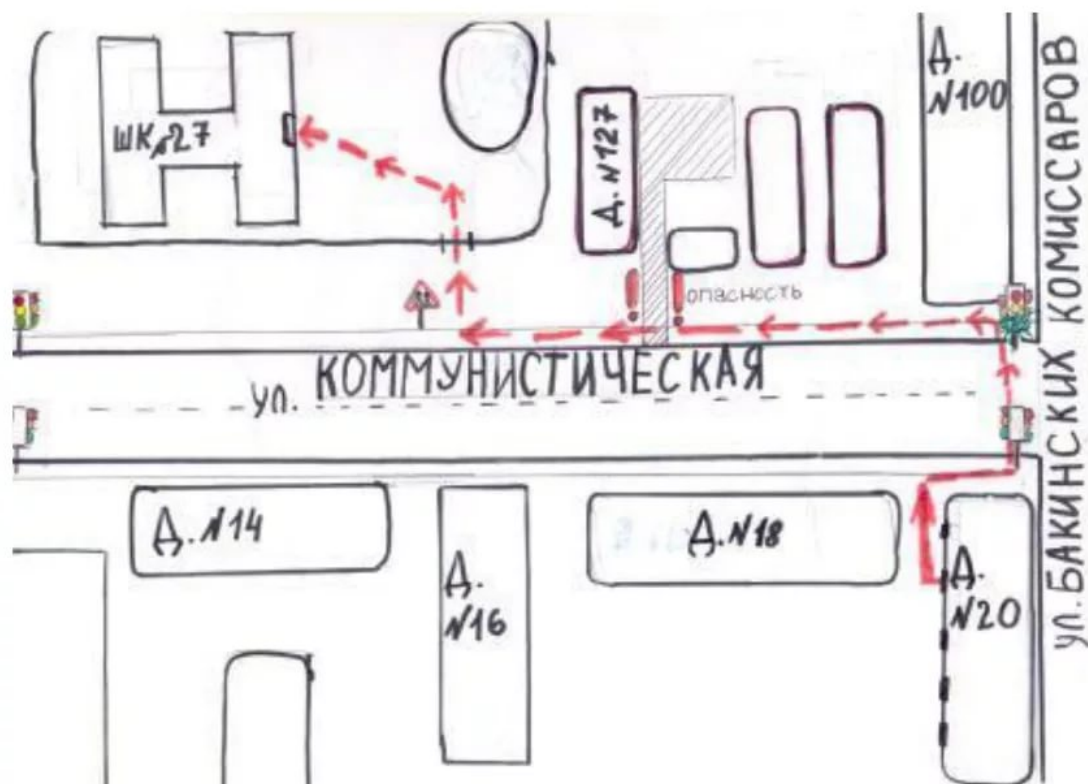 ШК №27
Д. №127
Д.
№100
ОПАСНОСТЬ
ул. КОММУНИСТИЧЕСКАЯ
ул. БАКИНСКИХ КОМИССАРОВ
Д. №14
Д.
№16
Д. №18
Д.
№20